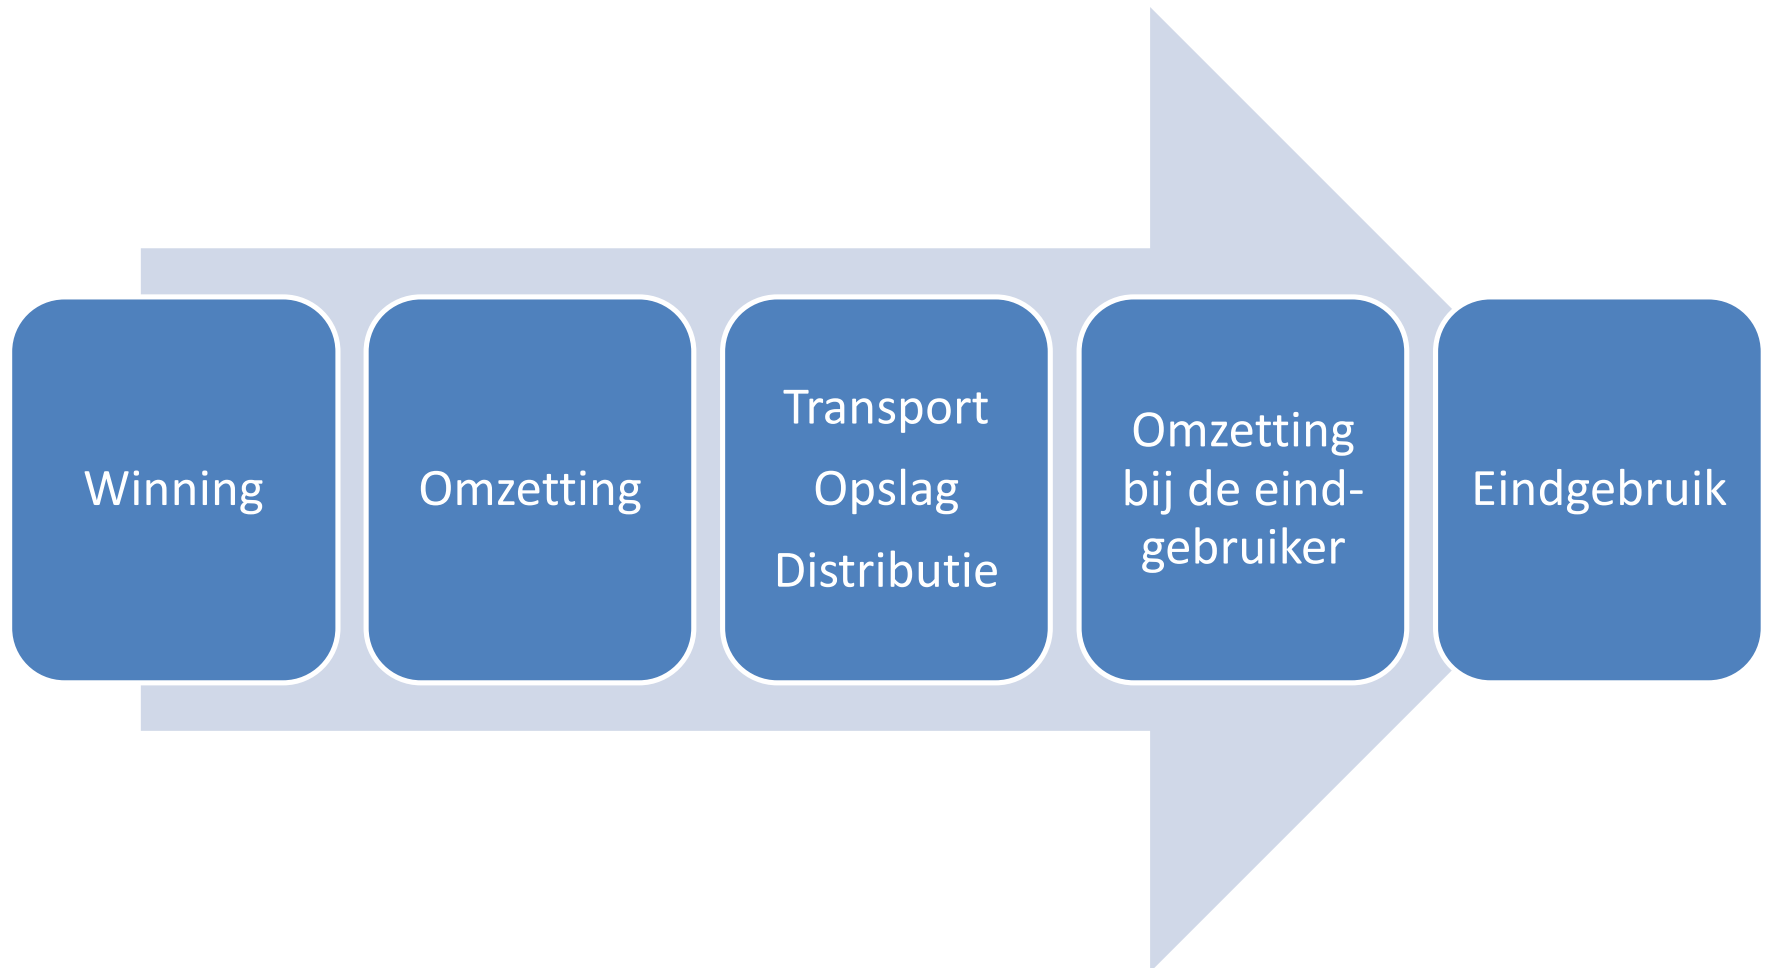 Winning
Omzetting
Transport
Opslag
Distributie
Omzetting
bij de eind-
gebruiker
Eindgebruik